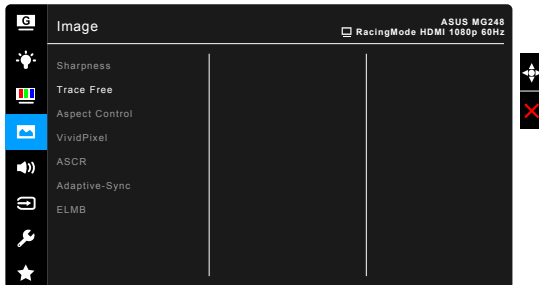 G
Image
ASUS MG248
RacingMode HDMI 1080p 60Hz
Sharpness
Trace Free
Aspect Control
VividPixel
ASCR
Adaptive-Sync
ELMB